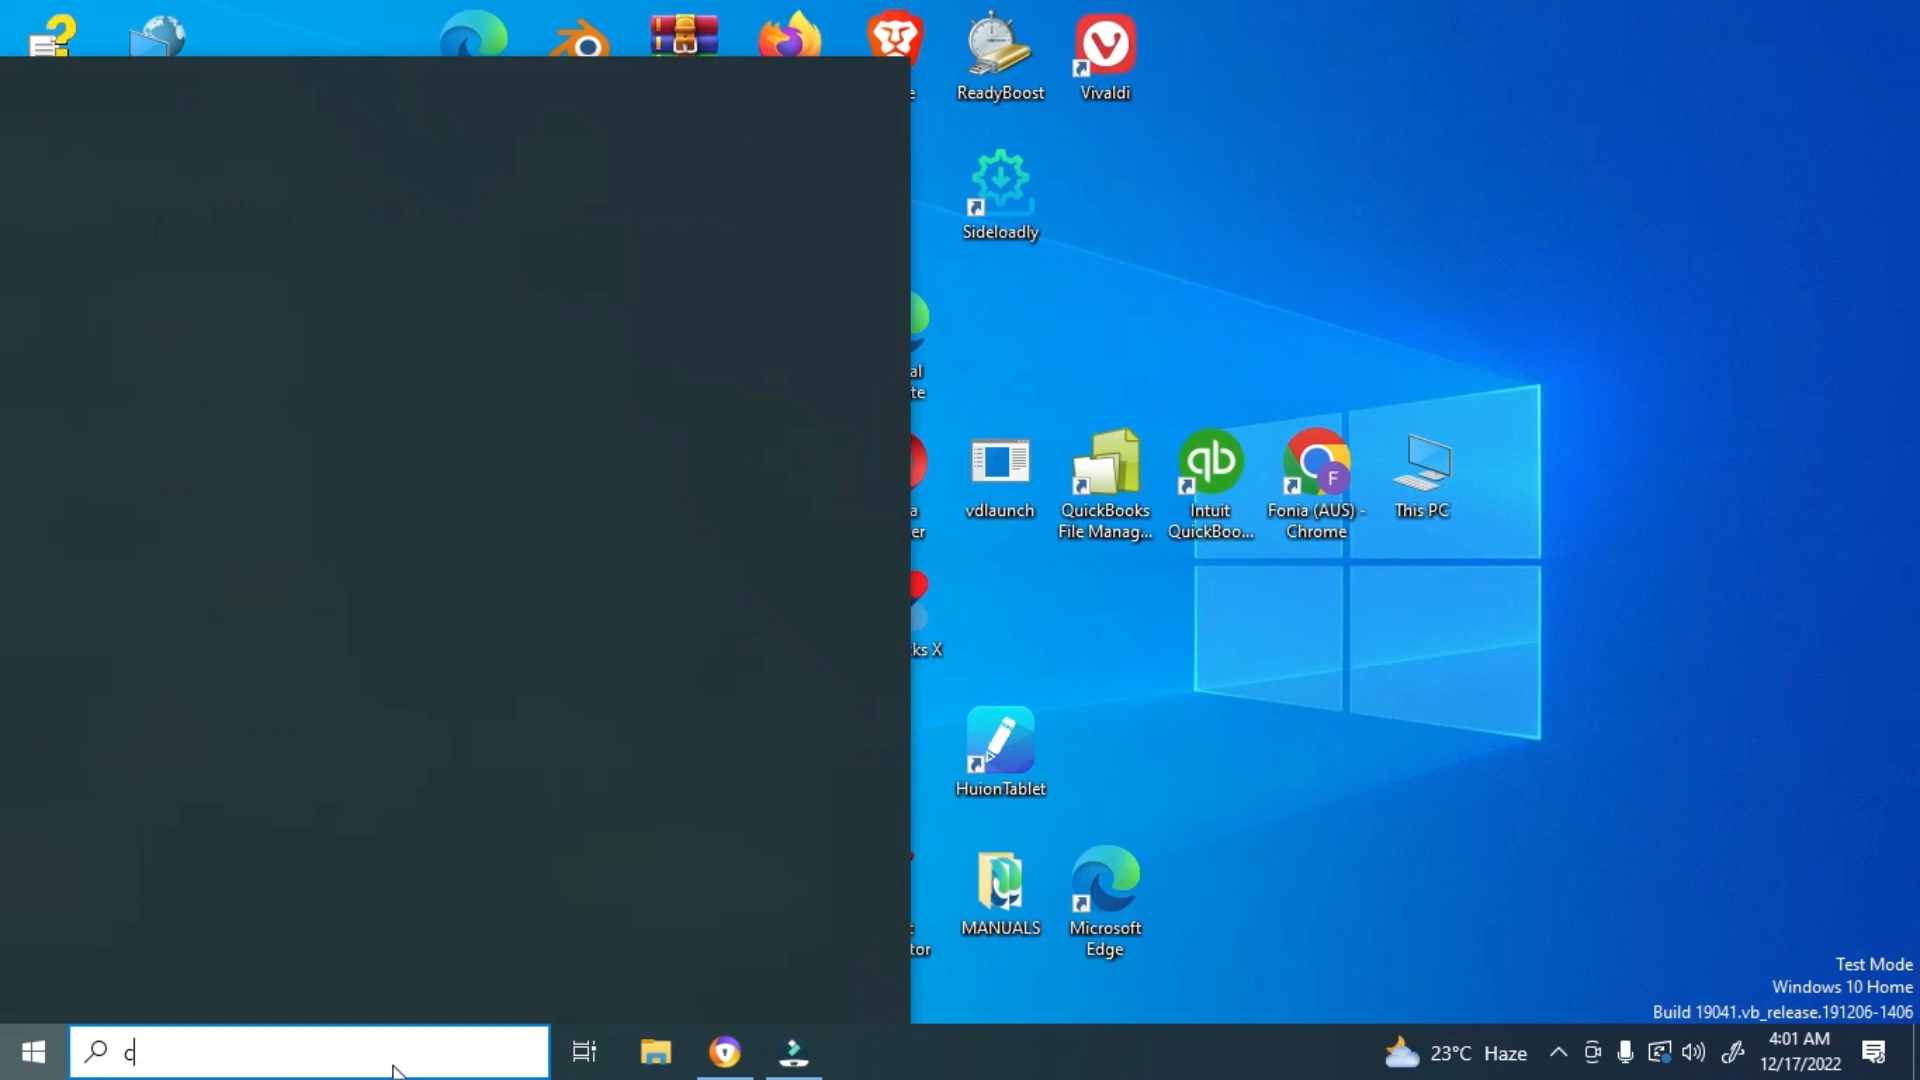 ReadyBoost
Vivaldi
Sideloadly
vdlaunch
QuickBooks
File Manag...
Intuit
QuickBoo...
Fonia (AUS) -
Chrome
This PC
ks X
HuionTablet
MANUALS
Microsoft
Edge
Test Mode
Windows 10 Home
Build 19041.vb_release.191206-1406
c
23°C Haze
4:01 AM
12/17/2022